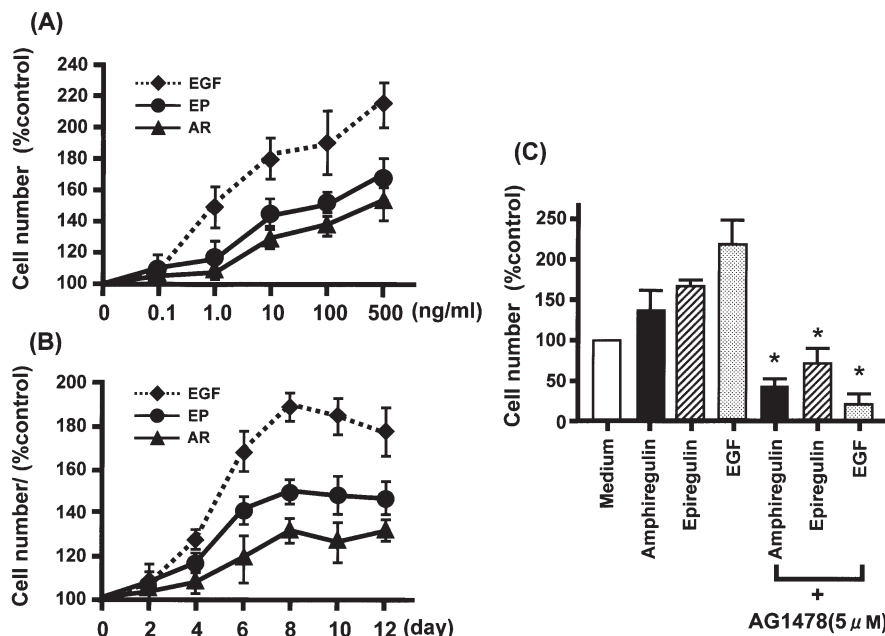 (A)
Cell number (%control)
240
220
200
180
160
140
120
100
EGF
EP
AR
0 0.1 1.0 10 100 500 (ng/ml)
(B)
Cell number/ (%control)
200
180
160
140
120
100
EGF
EP
AR
0 2 4 6 8 10 12 (day)
(C)
Cell number (%control)
250
200
150
100
50
0
* * *
Medium
Amphiregulin
Epiregulin
EGF
Amphiregulin
Epiregulin
EGF
+
AG1478(5 μM)